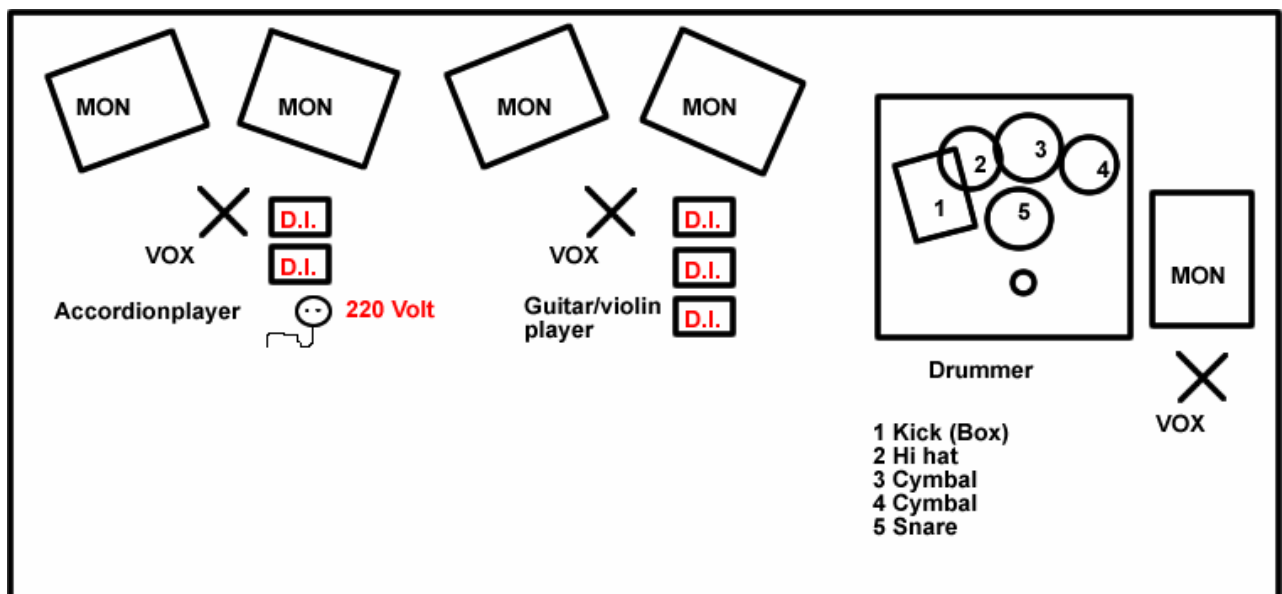 MON
MON
MON
MON
1
2
3
4
5
MON
VOX
D.I.
D.I.
Accordionplayer
220 Volt
VOX
D.I.
D.I.
D.I.
Guitar/violin
player
Drummer
VOX
1 Kick (Box)
2 Hi hat
3 Cymbal
4 Cymbal
5 Snare